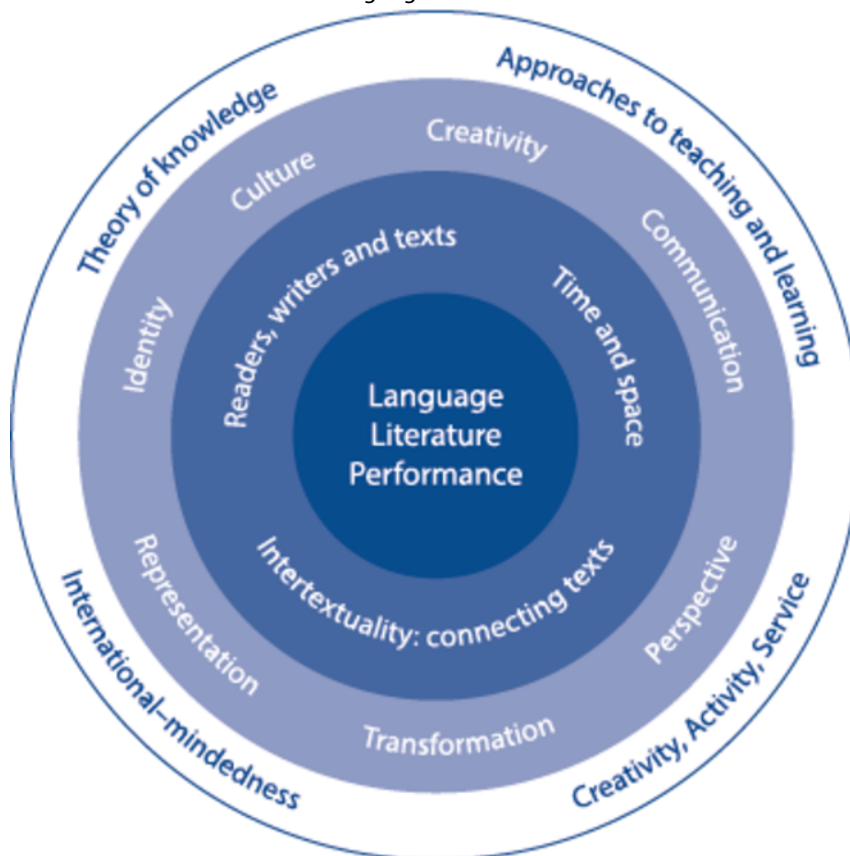 Theory of knowledge
Approaches to teaching and learning
Culture
Creativity
Communication
Identity
Readers, writers and texts
Time and space
Language
Literature
Performance
Intertextuality: connecting texts
Representation
Perspective
Transformation
International-mindedness
Creativity, Activity, Service